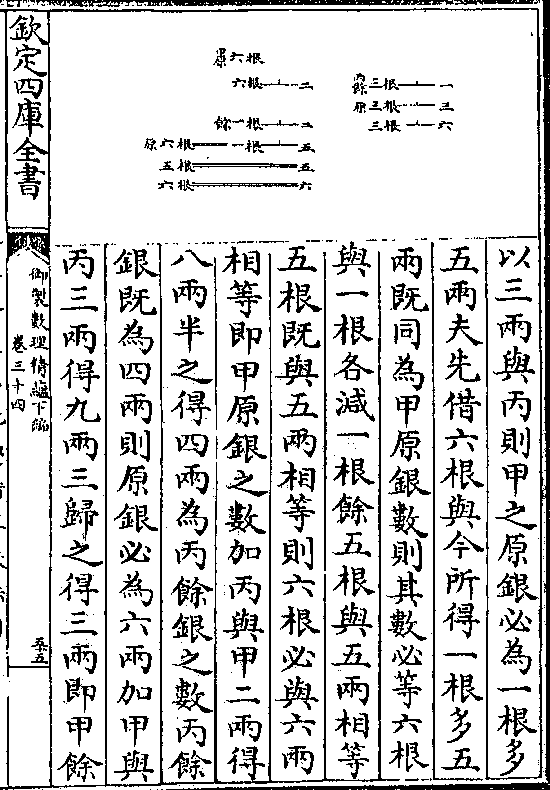 丙餘三根一
原三根三
三根六
六根
六根二
餘一根二
原六根一根五
五根五
六根六
以三兩與丙則甲之原銀必為一根多
五兩夫先借六根與今所得一根多五
兩既同為甲原銀數則其數必等六根
與一根各減一根餘五根與五兩相等
五根既與五兩相等則六根必與六兩
相等即甲原銀之數加丙與甲二兩得
八兩半之得四兩為丙餘銀之數丙餘
銀既為四兩則原銀必為六兩加甲與
丙三兩得九兩三歸之得三兩即甲餘
欽定四庫全書
御製數理精蘊下編
卷三十四